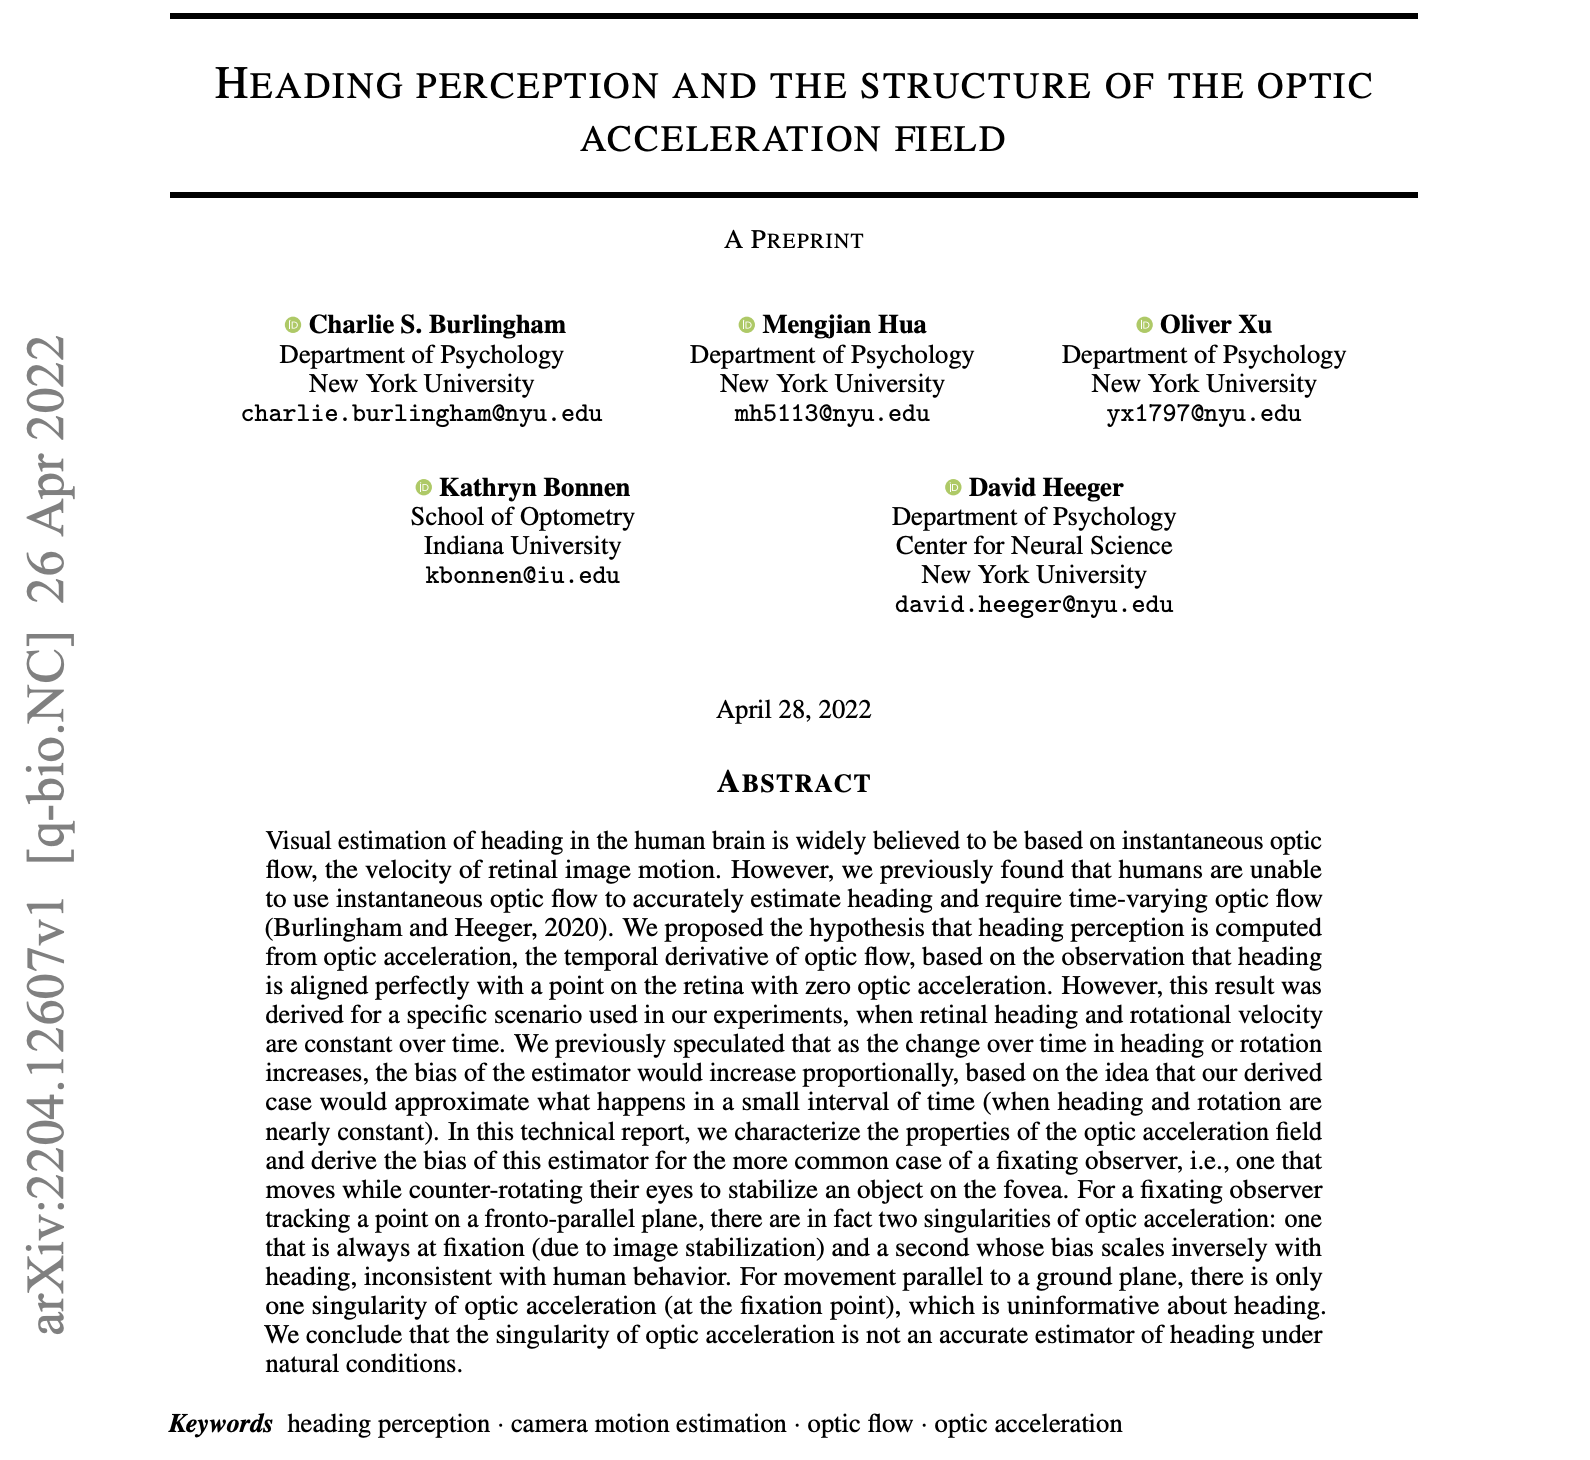 HEADING PERCEPTION AND THE STRUCTURE OF THE OPTIC
ACCELERATION FIELD
A PREPRINT
Charlie S. Burlingham
Department of Psychology
New York University
charlie.burlingham@nyu.edu
Mengjian Hua
Department of Psychology
New York University
mh5113@nyu.edu
Oliver Xu
Department of Psychology
New York University
yx1797@nyu.edu
Kathryn Bonnen
School of Optometry
Indiana University
kbonnen@iu.edu
David Heeger
Department of Psychology
Center for Neural Science
New York University
david.heeger@nyu.edu
April 28, 2022
ABSTRACT
Visual estimation of heading in the human brain is widely believed to be based on instantaneous optic
flow, the velocity of retinal image motion. However, we previously found that humans are unable
to use instantaneous optic flow to accurately estimate heading and require time-varying optic flow
(Burlingham and Heeger, 2020). We proposed the hypothesis that heading perception is computed
from optic acceleration, the temporal derivative of optic flow, based on the observation that heading
is aligned perfectly with a point on the retina with zero optic acceleration. However, this result was
derived for a specific scenario used in our experiments, when retinal heading and rotational velocity
are constant over time. We previously speculated that as the change over time in heading or rotation
increases, the bias of the estimator would increase proportionally, based on the idea that our derived
case would approximate what happens in a small interval of time (when heading and rotation are
nearly constant). In this technical report, we characterize the properties of the optic acceleration field
and derive the bias of this estimator for the more common case of a fixating observer, i.e., one that
moves while counter-rotating their eyes to stabilize an object on the fovea. For a fixating observer
tracking a point on a fronto-parallel plane, there are in fact two singularities of optic acceleration: one
that is always at fixation (due to image stabilization) and a second whose bias scales inversely with
heading, inconsistent with human behavior. For movement parallel to a ground plane, there is only
one singularity of optic acceleration (at the fixation point), which is uninformative about heading.
We conclude that the singularity of optic acceleration is not an accurate estimator of heading under
natural conditions.
Keywords heading perception · camera motion estimation · optic flow · optic acceleration
arXiv:2204.12607v1 [q-bio.NC] 26 Apr 2022